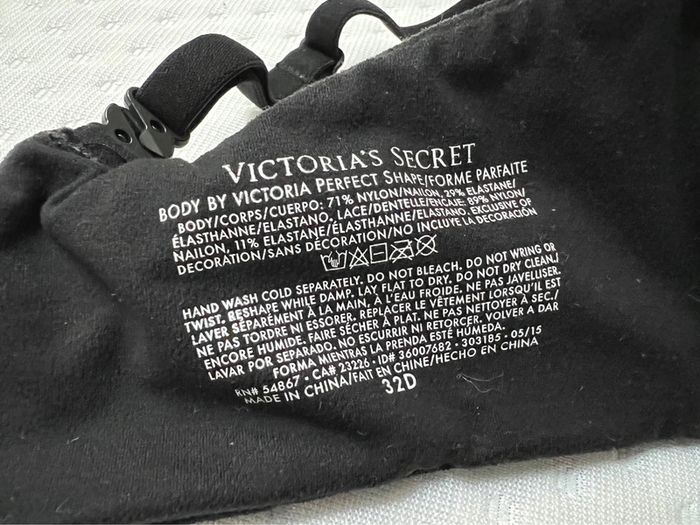 VICTORIA'S SECRET
BODY BY VICTORIA PERFECT SHAPE/FORME PARFAITE
BODY/CORPS/CUERPO: 71% NYLON/NAILON, 29% ELASTANE/
ÉLASTHANNE/ELASTANO. LACE/DENTELLE/ENCAJE: 89% NYLON/
NAILON, 11% ELASTANE/ÉLASTHANNE/ELASTANO. EXCLUSIVE OF
DECORATION/SANS DÉCORATION/NO INCLUYE LA DECORACIÓN
HAND WASH COLD SEPARATELY. DO NOT BLEACH. DO NOT WRING OR
TWIST. RESHAPE WHILE DAMP. LAY FLAT TO DRY. DO NOT DRY CLEAN./
LAVER SÉPARÉMENT À LA MAIN, À L'EAU FROIDE. NE PAS JAVELISER.
NE PAS TORDRE NI ESSORER. REPLACER LE VÊTEMENT LORSQU'IL EST
ENCORE HUMIDE. FAIRE SÉCHER À PLAT. NE PAS NETTOYER À SEC./
LAVAR POR SEPARADO. NO ESCURRIR NI RETORCER. VOLVER A DAR
FORMA MIENTRAS LA PRENDA ESTÉ HÚMEDA.
RN# 54867 • CA# 23226 • ID# 36007682 • 303185 • 05/15
MADE IN CHINA/FAIT EN CHINE/HECHO EN CHINA
32D